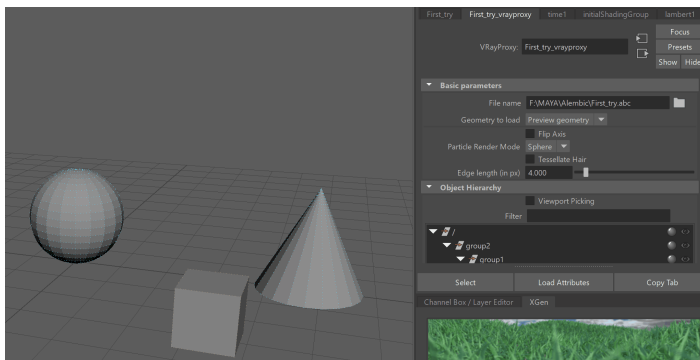 First_try First_try_vrayproxy time1 initialShadingGroup lambert1
Focus
VRayProxy: First_try_vrayproxy
Presets
Show Hide
Basic parameters
File name F:\MAYA\Alembic\First_try.abc
Geometry to load Preview geometry
Flip Axis
Particle Render Mode Sphere
Tessellate Hair
Edge length (in px) 4.000
Object Hierarchy
Viewport Picking
Filter
/
group2
group1
Select Load Attributes Copy Tab
Channel Box / Layer Editor XGen